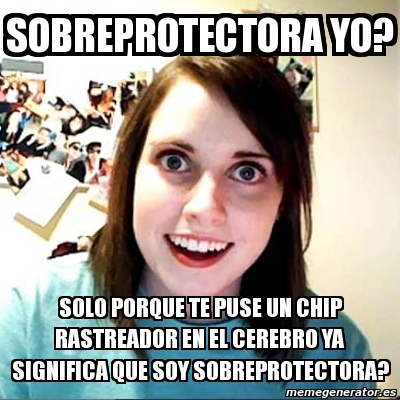 SOBREPROTECTORA YO?
SOLO PORQUE TE PUSE UN CHIP
RASTREADOR EN EL CEREBRO YA
SIGNIFICA QUE SOY SOBREPROTECTORA?
memegenerator.es